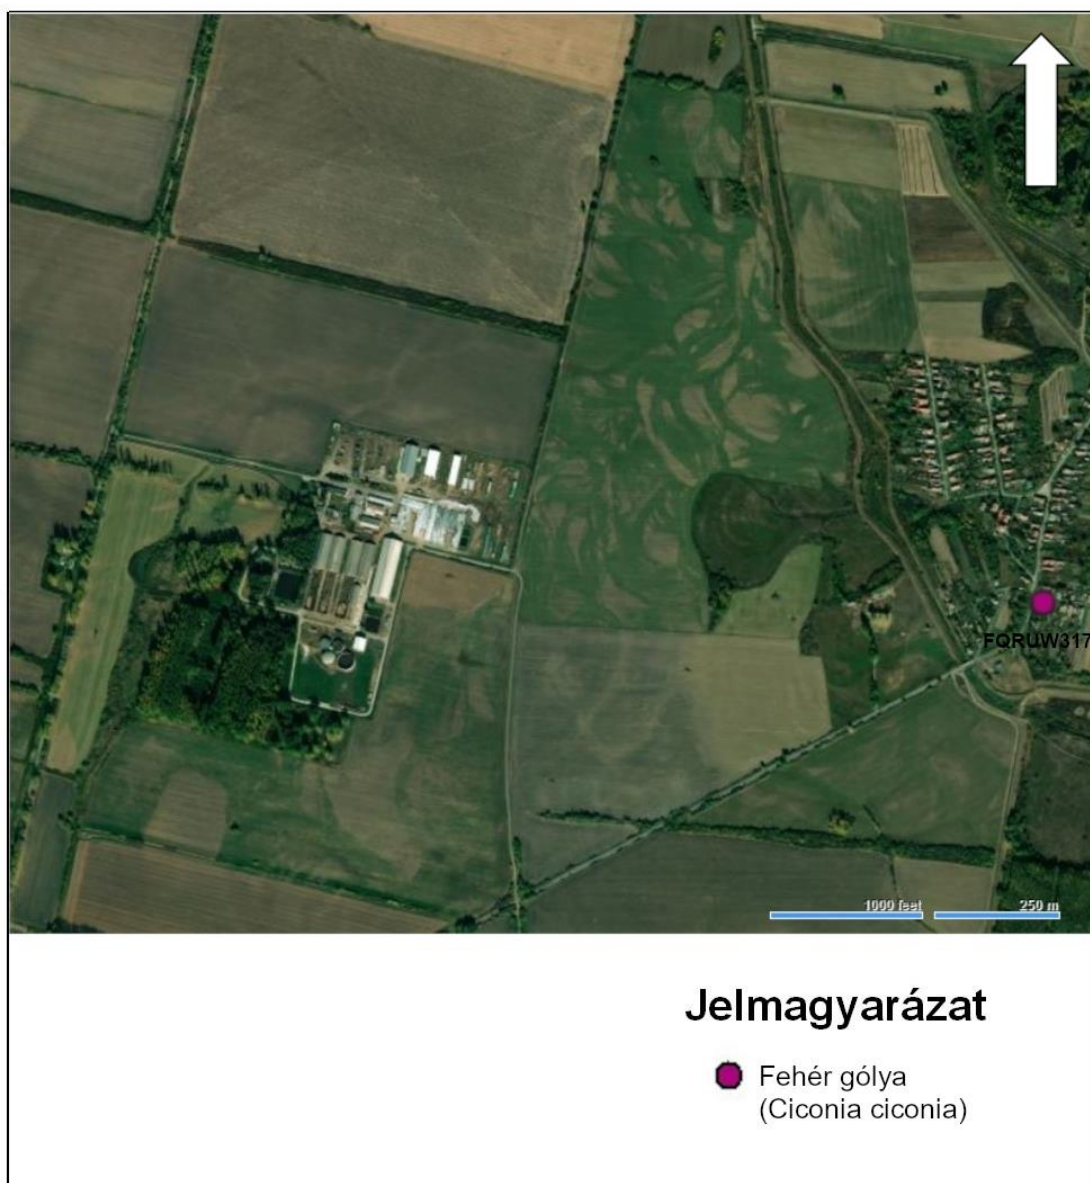 FQRUW317
1000 feet 250 m
Jelmagyarázat
Fehér gólya
(Ciconia ciconia)